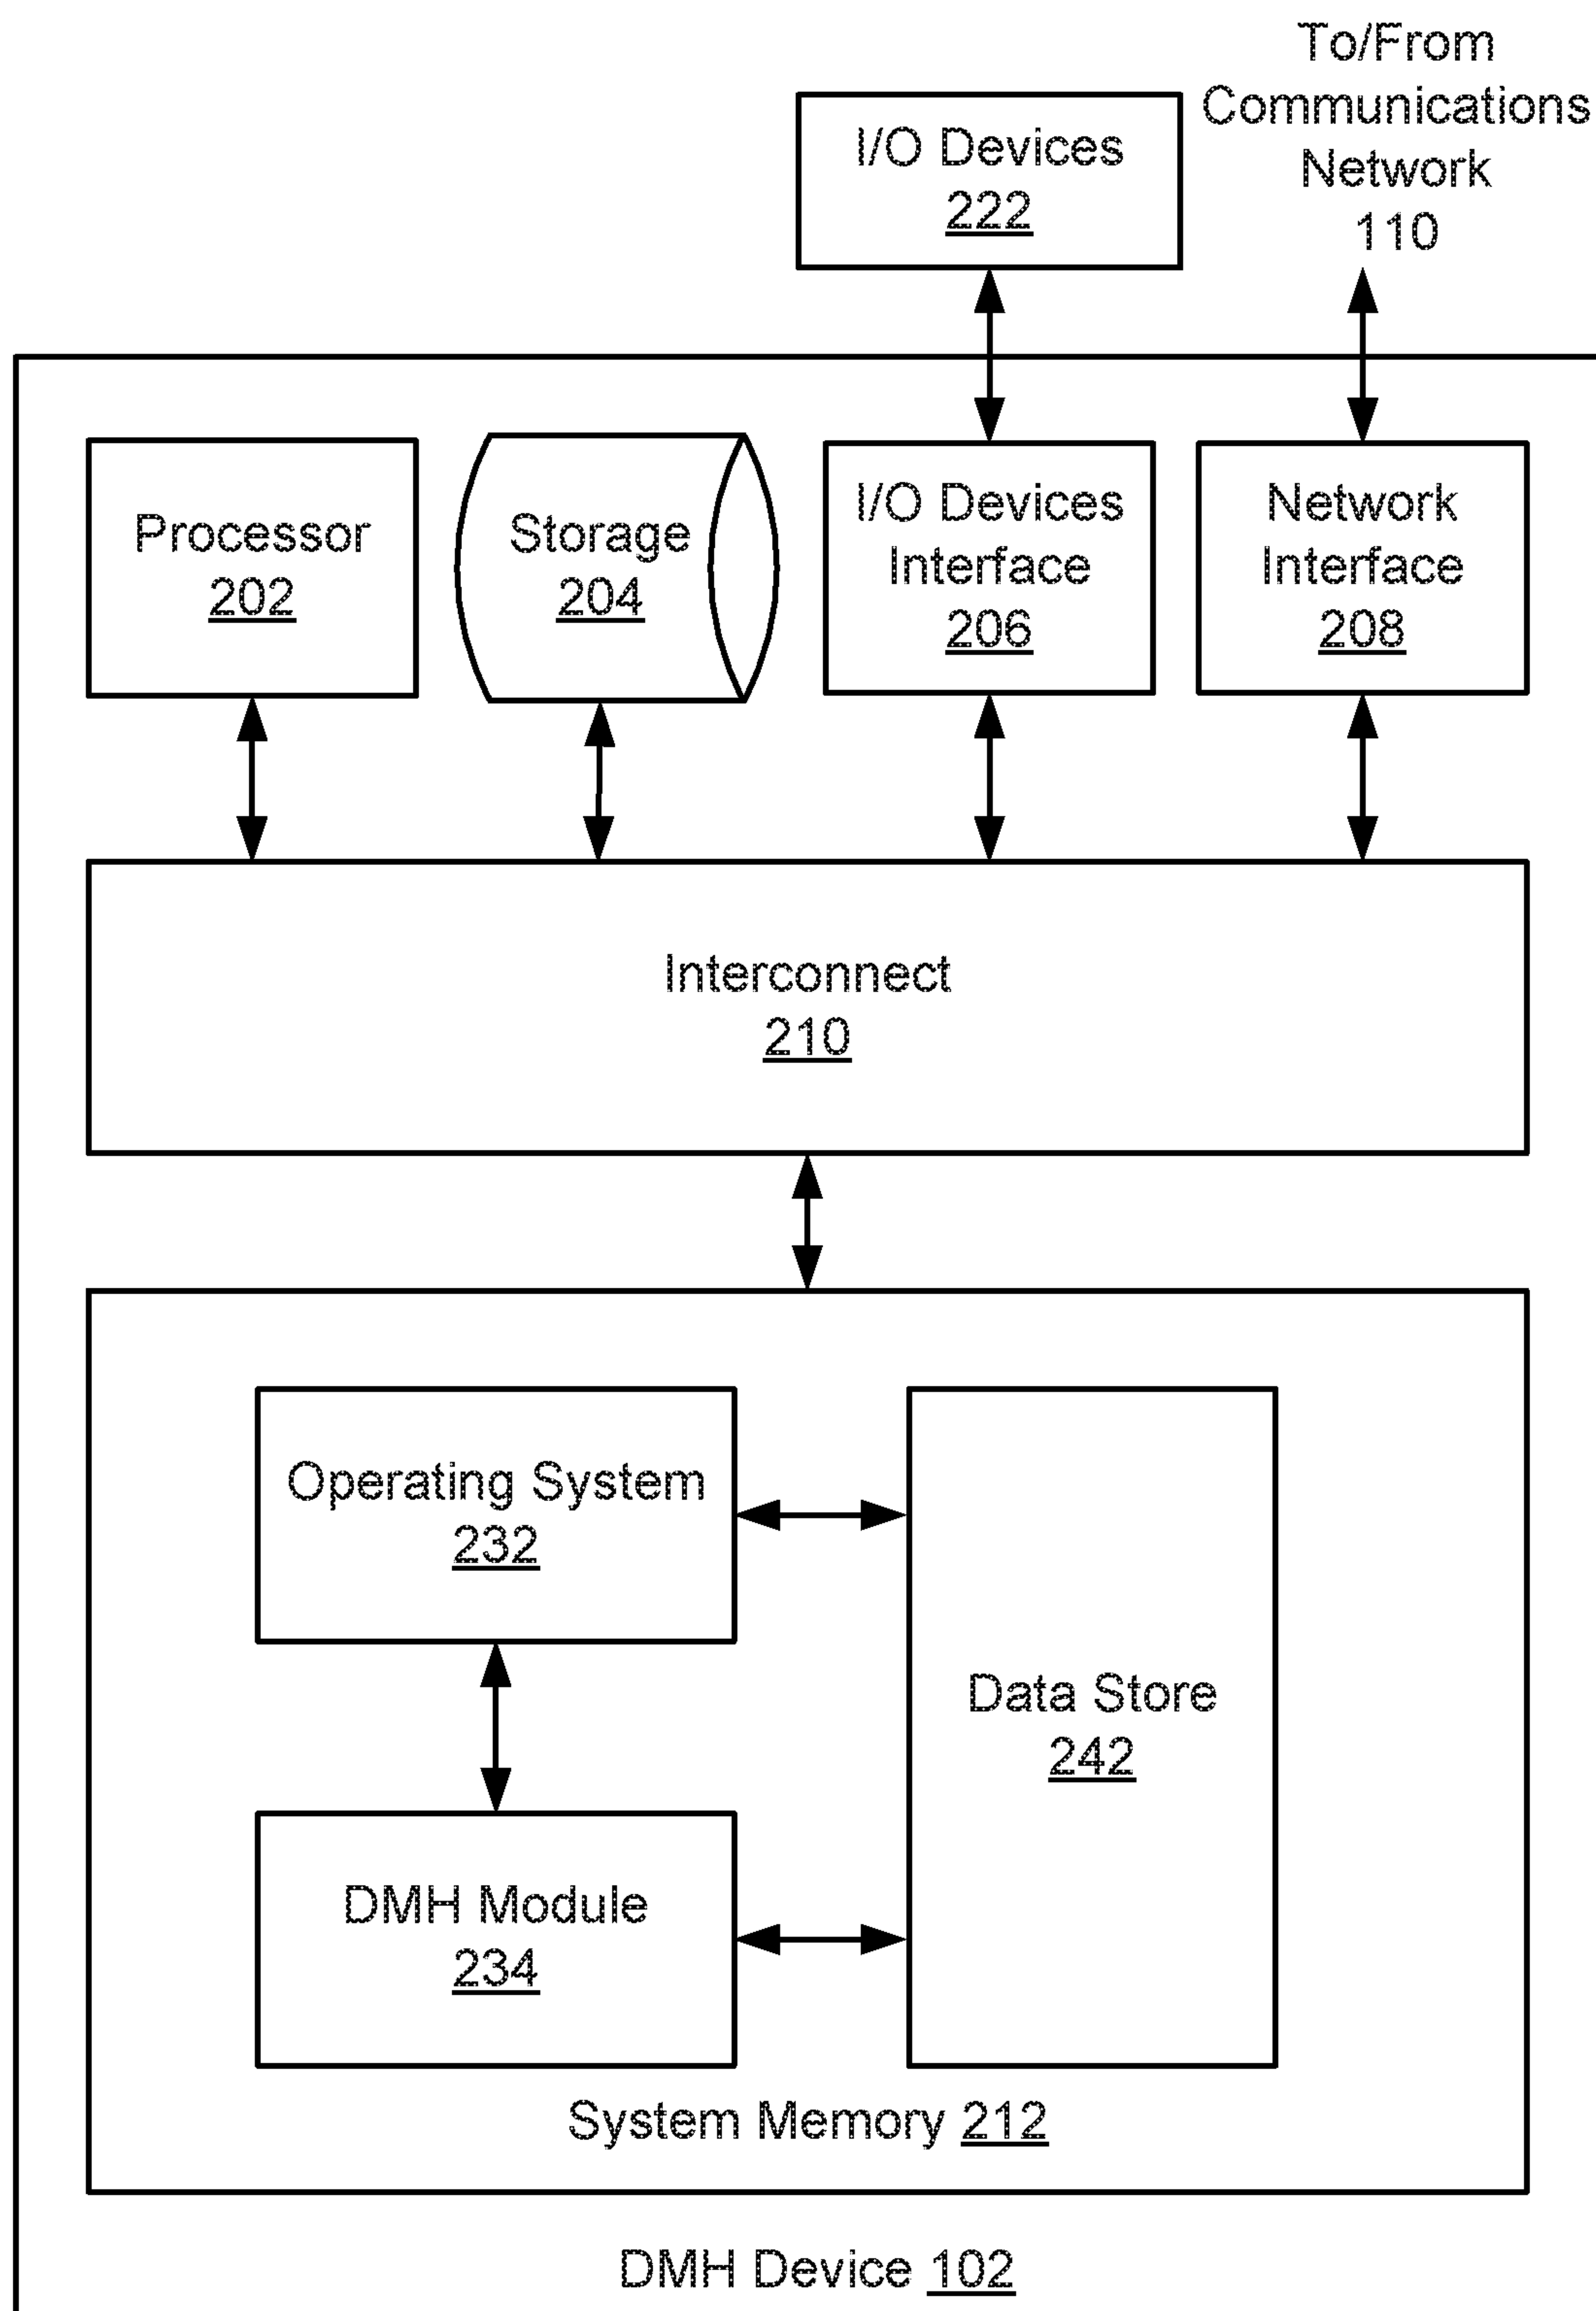 To/From
Communications
Network
110
I/O Devices
222
Processor
202
Storage
204
I/O Devices
Interface
206
Network
Interface
208
Interconnect
210
Operating System
232
Data Store
242
DMH Module
234
System Memory 212
DMH Device 102